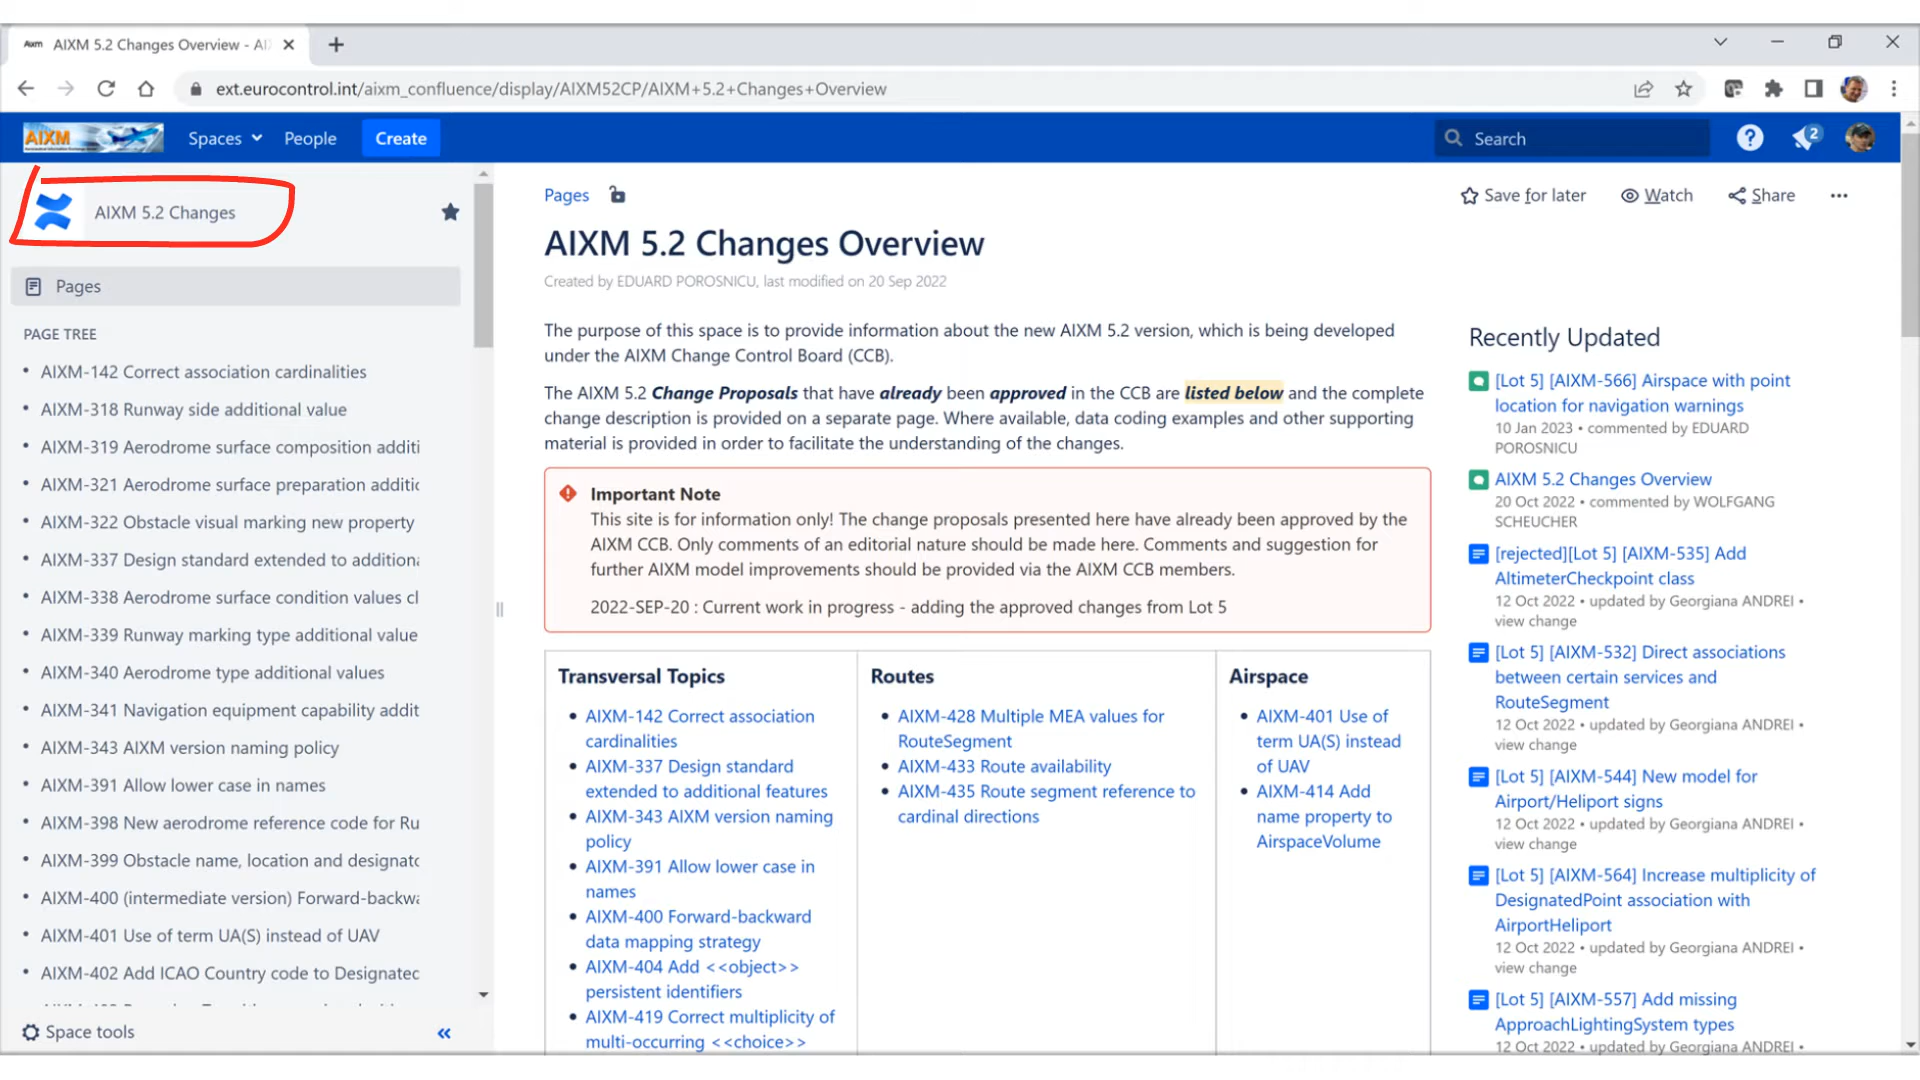 Aixm AIXM 5.2 Changes Overview - AI
ext.eurocontrol.int/aixm_confluence/display/AIXM52CP/AIXM+5.2+Changes+Overview
AIXM Spaces People Create Search 2
AIXM 5.2 Changes
Pages
PAGE TREE
AIXM-142 Correct association cardinalities
AIXM-318 Runway side additional value
AIXM-319 Aerodrome surface composition additi
AIXM-321 Aerodrome surface preparation additic
AIXM-322 Obstacle visual marking new property
AIXM-337 Design standard extended to additiona
AIXM-338 Aerodrome surface condition values cl
AIXM-339 Runway marking type additional value
AIXM-340 Aerodrome type additional values
AIXM-341 Navigation equipment capability addit
AIXM-343 AIXM version naming policy
AIXM-391 Allow lower case in names
AIXM-398 New aerodrome reference code for Ru
AIXM-399 Obstacle name, location and designatc
AIXM-400 (intermediate version) Forward-backwa
AIXM-401 Use of term UA(S) instead of UAV
AIXM-402 Add ICAO Country code to Designated
Space tools
Pages
Save for later Watch Share
AIXM 5.2 Changes Overview
Created by EDUARD POROSNICU, last modified on 20 Sep 2022
The purpose of this space is to provide information about the new AIXM 5.2 version, which is being developed
under the AIXM Change Control Board (CCB).
The AIXM 5.2 Change Proposals that have already been approved in the CCB are listed below and the complete
change description is provided on a separate page. Where available, data coding examples and other supporting
material is provided in order to facilitate the understanding of the changes.
Important Note
This site is for information only! The change proposals presented here have already been approved by the
AIXM CCB. Only comments of an editorial nature should be made here. Comments and suggestion for
further AIXM model improvements should be provided via the AIXM CCB members.
2022-SEP-20 : Current work in progress - adding the approved changes from Lot 5
Transversal Topics
AIXM-142 Correct association
cardinalities
AIXM-337 Design standard
extended to additional features
AIXM-343 AIXM version naming
policy
AIXM-391 Allow lower case in
names
AIXM-400 Forward-backward
data mapping strategy
AIXM-404 Add <<object>>
persistent identifiers
AIXM-419 Correct multiplicity of
multi-occurring <<choice>>
Routes
AIXM-428 Multiple MEA values for
RouteSegment
AIXM-433 Route availability
AIXM-435 Route segment reference to
cardinal directions
Airspace
AIXM-401 Use of
term UA(S) instead
of UAV
AIXM-414 Add
name property to
AirspaceVolume
Recently Updated
[Lot 5] [AIXM-566] Airspace with point
location for navigation warnings
10 Jan 2023 • commented by EDUARD
POROSNICU
AIXM 5.2 Changes Overview
20 Oct 2022 • commented by WOLFGANG
SCHEUCHER
[rejected][Lot 5] [AIXM-535] Add
AltimeterCheckpoint class
12 Oct 2022 • updated by Georgiana ANDREI •
view change
[Lot 5] [AIXM-532] Direct associations
between certain services and
RouteSegment
12 Oct 2022 • updated by Georgiana ANDREI •
view change
[Lot 5] [AIXM-544] New model for
Airport/Heliport signs
12 Oct 2022 • updated by Georgiana ANDREI •
view change
[Lot 5] [AIXM-564] Increase multiplicity of
DesignatedPoint association with
AirportHeliport
12 Oct 2022 • updated by Georgiana ANDREI •
view change
[Lot 5] [AIXM-557] Add missing
ApproachLightingSystem types
12 Oct 2022 • updated by Georgiana ANDREI •